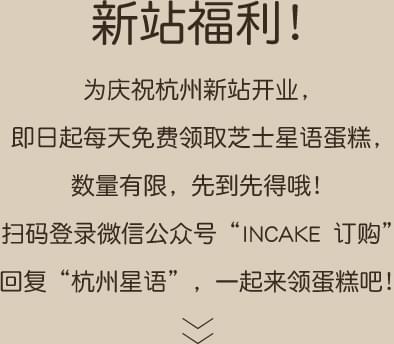 新站福利！
为庆祝杭州新站开业，
即日起每天免费领取芝士星语蛋糕，
数量有限，先到先得哦！
扫码登录微信公众号“INCAKE 订购”
回复“杭州星语”，一起来领蛋糕吧！